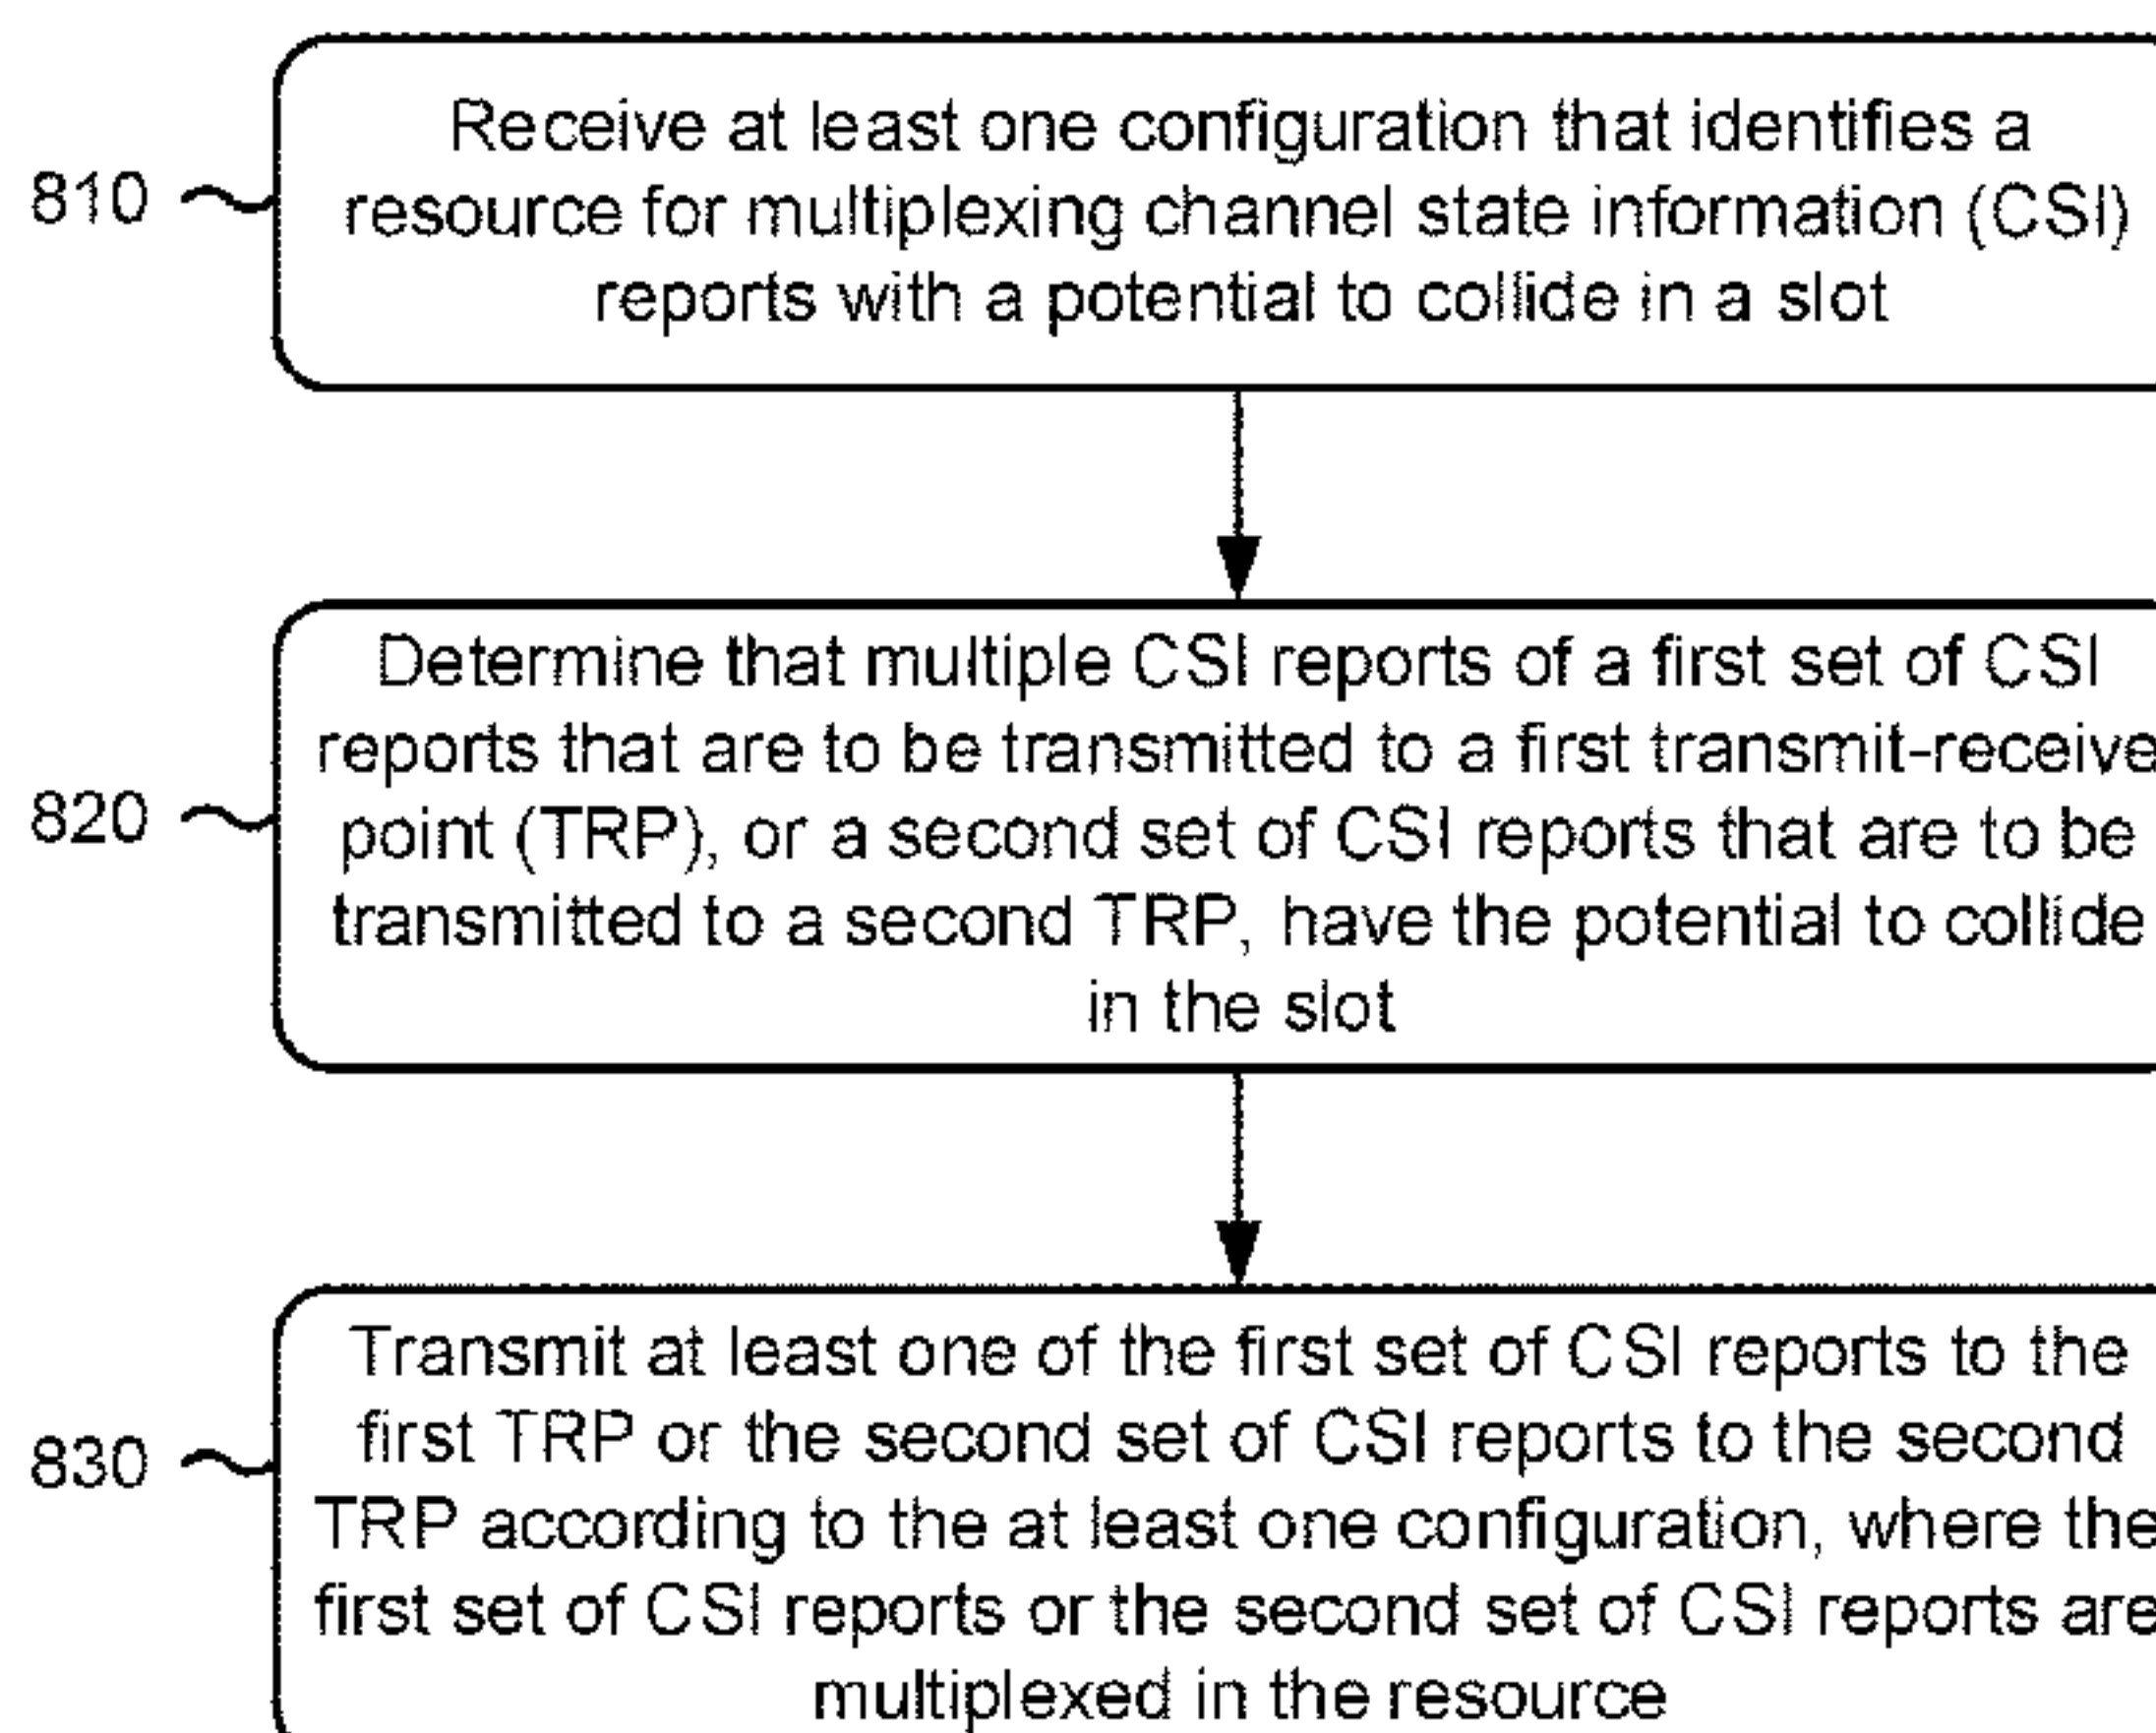 810
Receive at least one configuration that identifies a
resource for multiplexing channel state information (CSI)
reports with a potential to collide in a slot
820
Determine that multiple CSI reports of a first set of CSI
reports that are to be transmitted to a first transmit-receive
point (TRP), or a second set of CSI reports that are to be
transmitted to a second TRP, have the potential to collide
in the slot
830
Transmit at least one of the first set of CSI reports to the
first TRP or the second set of CSI reports to the second
TRP according to the at least one configuration, where the
first set of CSI reports or the second set of CSI reports are
multiplexed in the resource